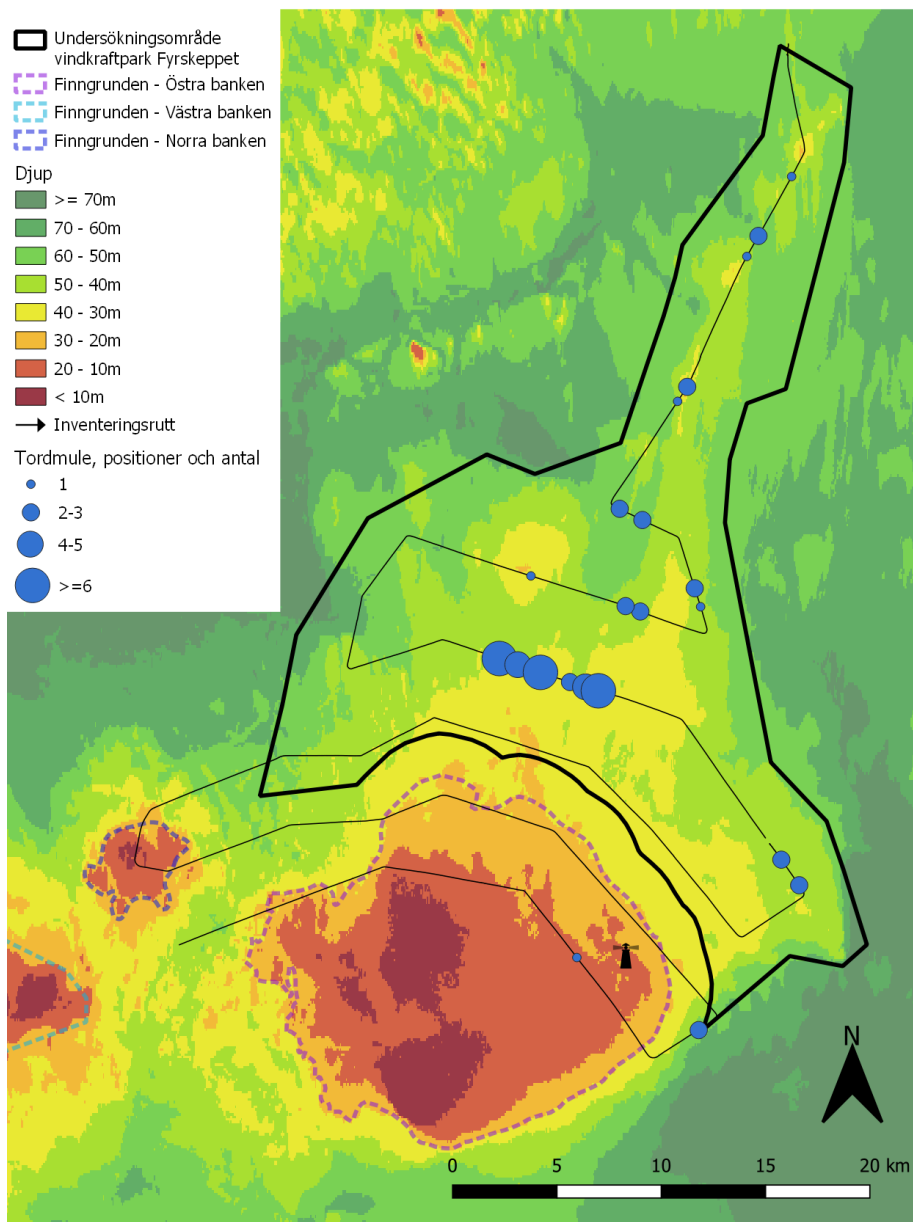 Undersökningsområde
vindkraftpark Fyrskeppet
Finngrunden - Östra banken
Finngrunden - Västra banken
Finngrunden - Norra banken
Djup
>= 70m
70 - 60m
60 - 50m
50 - 40m
40 - 30m
30 - 20m
20 - 10m
< 10m
Inventeringsrutt
Tordmule, positioner och antal
1
2-3
4-5
>=6
N
0 5 10 15 20 km